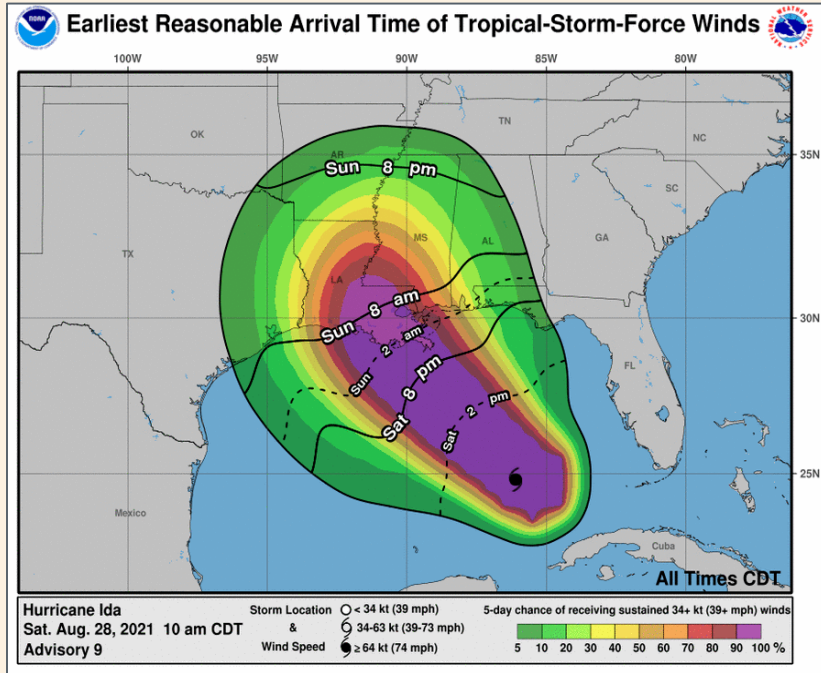 Earliest Reasonable Arrival Time of Tropical-Storm-Force Winds
NOAA
NATIONAL WEATHER SERVICE
100W 95W 90W 85W 80W
TN
OK
NC
AR
35N
Sun 8 pm
SC
MS
AL
GA
TX
LA
Sun 8 am
30N
Sun 2 am
FL
Sat 8 pm
Sat 2 pm
25N
Mexico
Cuba
All Times CDT
Hurricane Ida
Sat. Aug. 28, 2021 10 am CDT
Advisory 9
Storm Location
&
Wind Speed
< 34 kt (39 mph)
34-63 kt (39-73 mph)
≥ 64 kt (74 mph)
5-day chance of receiving sustained 34+ kt (39+ mph) winds
5 10 20 30 40 50 60 70 80 90 100 %